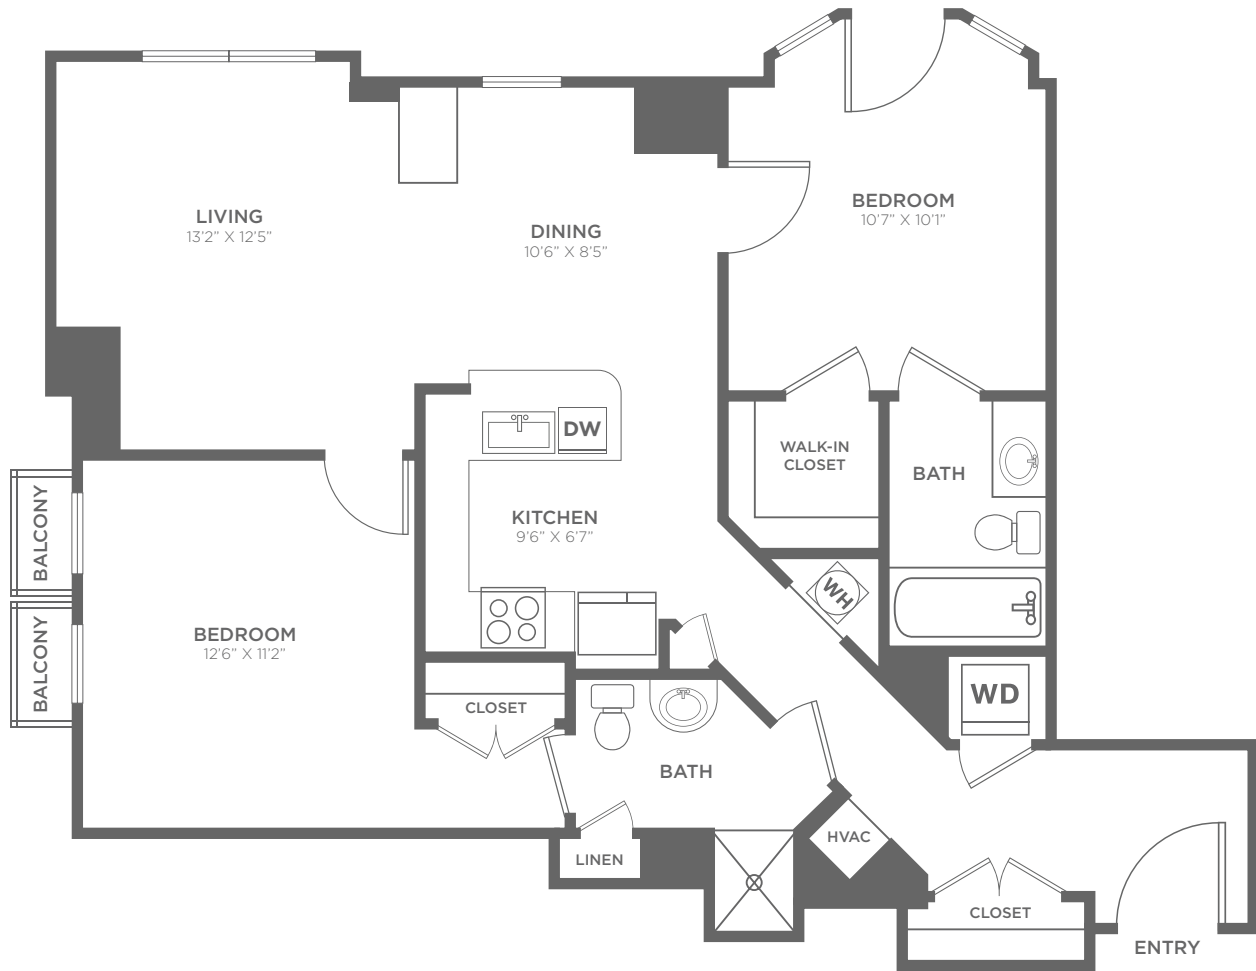 LIVING
13'2” X 12'5”
DINING
10'6” X 8'5”
BEDROOM
10'7” X 10'1”
DW
WALK-IN
CLOSET
BATH
BALCONY
KITCHEN
9'6” X 6'7”
WH
BALCONY
BEDROOM
12'6” X 11'2”
CLOSET
WD
BATH
HVAC
LINEN
CLOSET
ENTRY